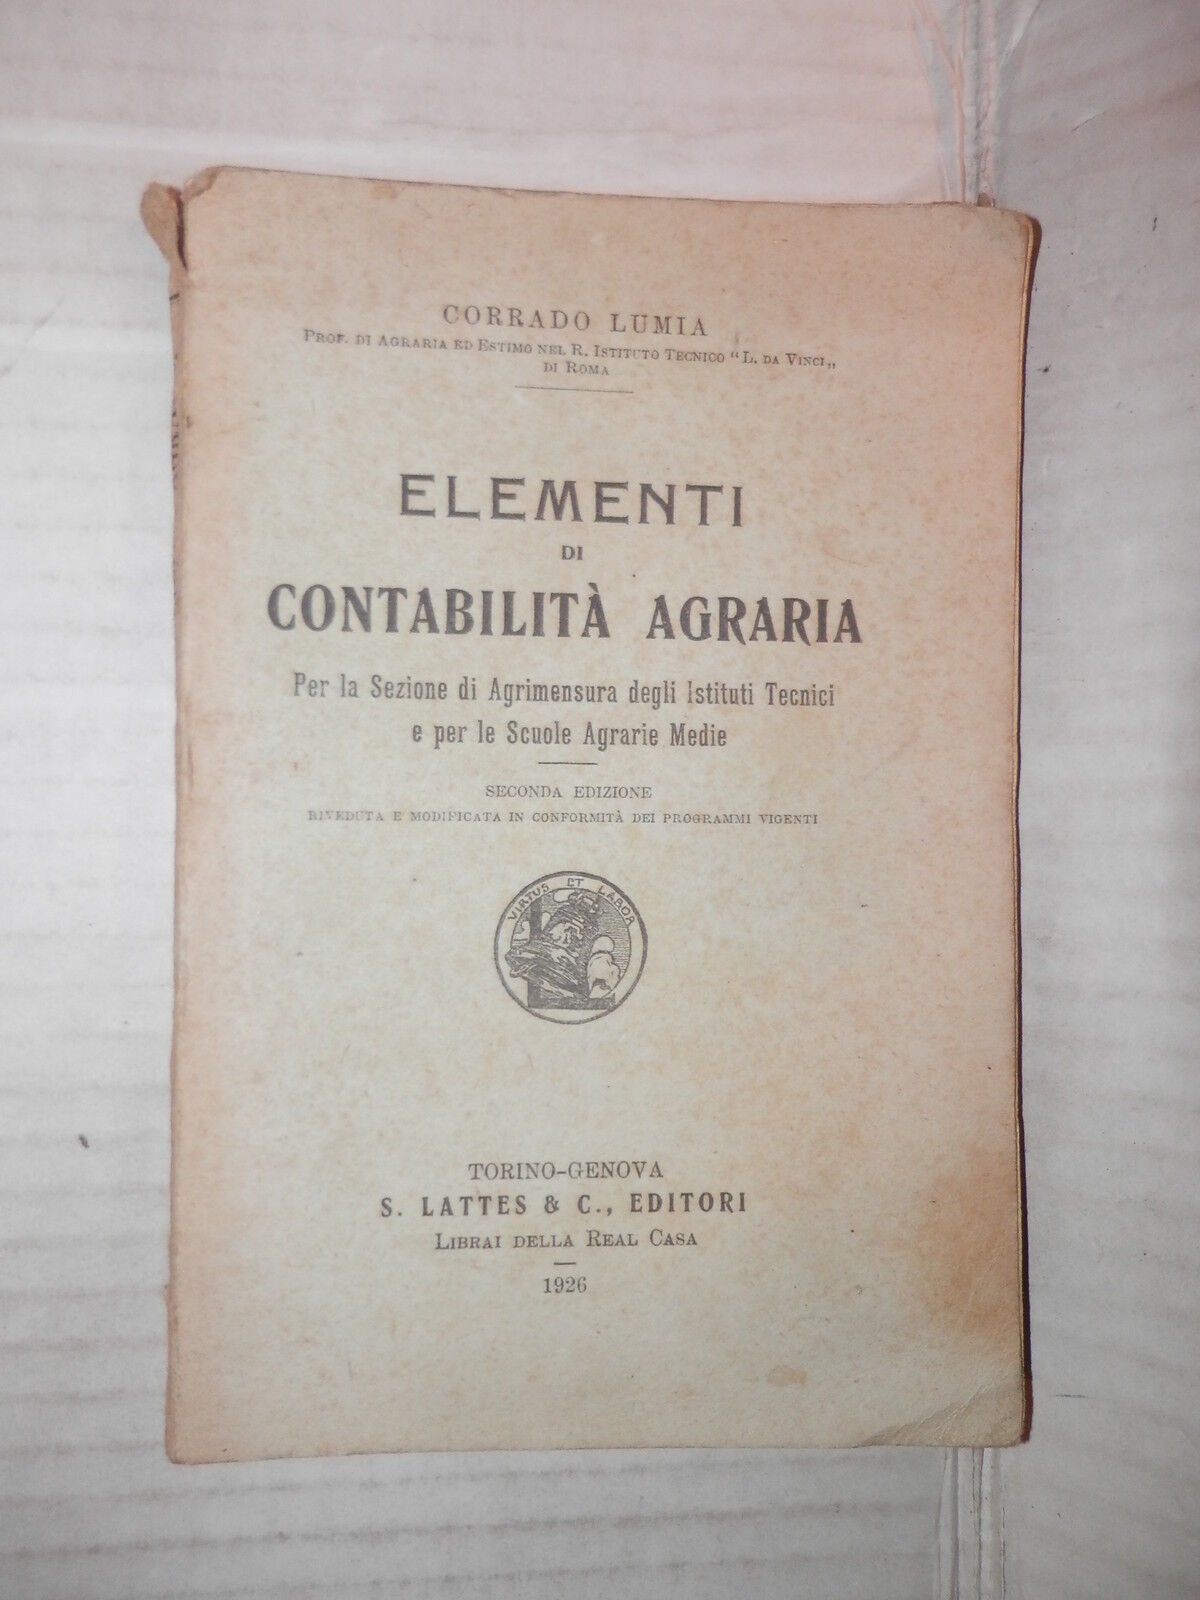 CORRADO LUMIA
PROF. DI AGRARIA ED ESTIMO NEL R. ISTITUTO TECNICO "L. DA VINCI„
DI ROMA
ELEMENTI
DI
CONTABILITÀ AGRARIA
Per la Sezione di Agrimensura degli Istituti Tecnici
e per le Scuole Agrarie Medie
SECONDA EDIZIONE
RIVEDUTA E MODIFICATA IN CONFORMITÀ DEI PROGRAMMI VIGENTI
VIRTUS ET LABOR
TORINO-GENOVA
S. LATTES & C., EDITORI
LIBRAI DELLA REAL CASA
1926